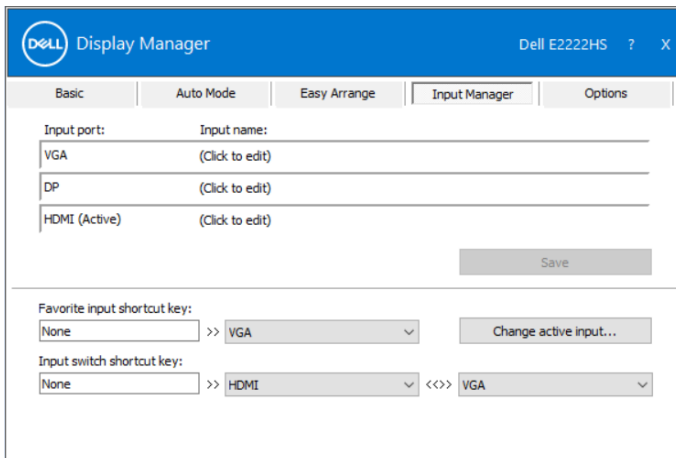 DELL Display Manager Dell E2222HS ? X
Basic Auto Mode Easy Arrange Input Manager Options
Input port: Input name:
VGA (Click to edit)
DP (Click to edit)
HDMI (Active) (Click to edit)
Save
Favorite input shortcut key:
None >> VGA Change active input...
Input switch shortcut key:
None >> HDMI <<>> VGA